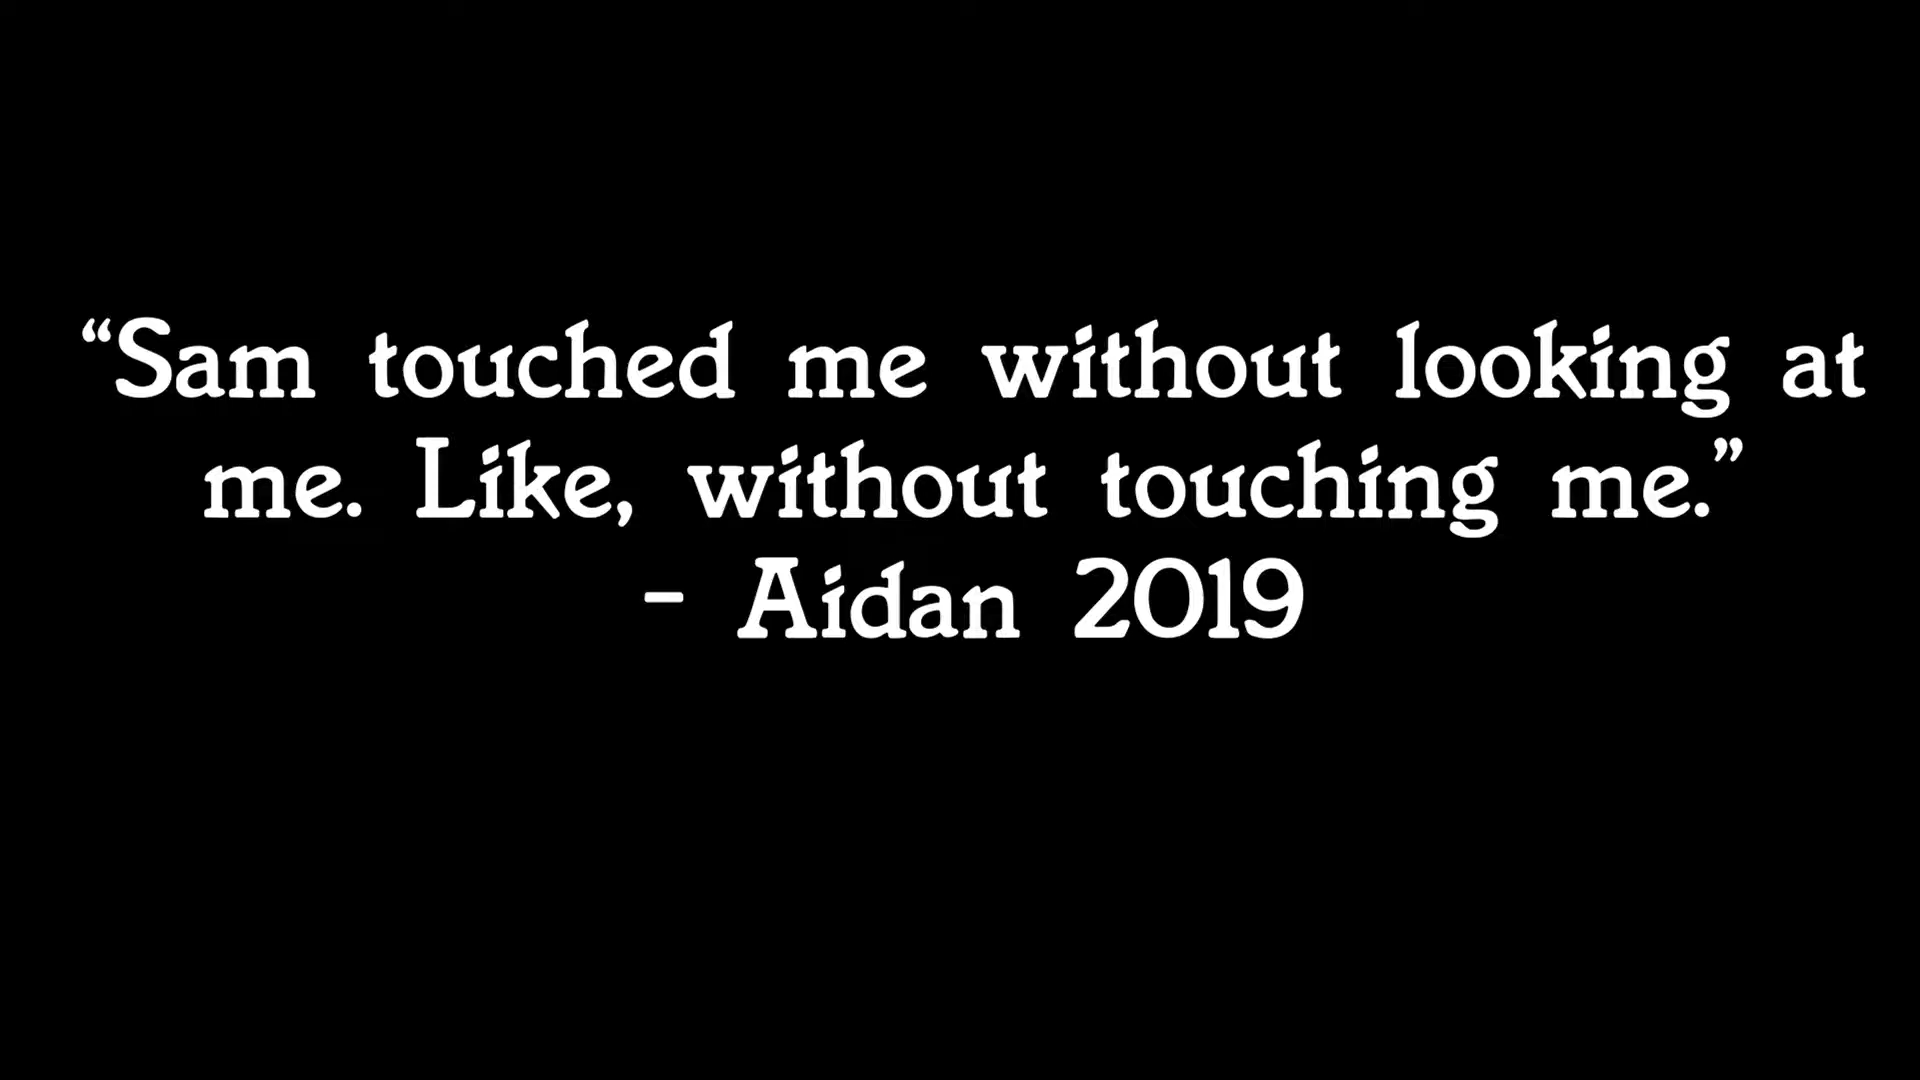 “Sam touched me without looking at
me. Like, without touching me.”
- Aidan 2019